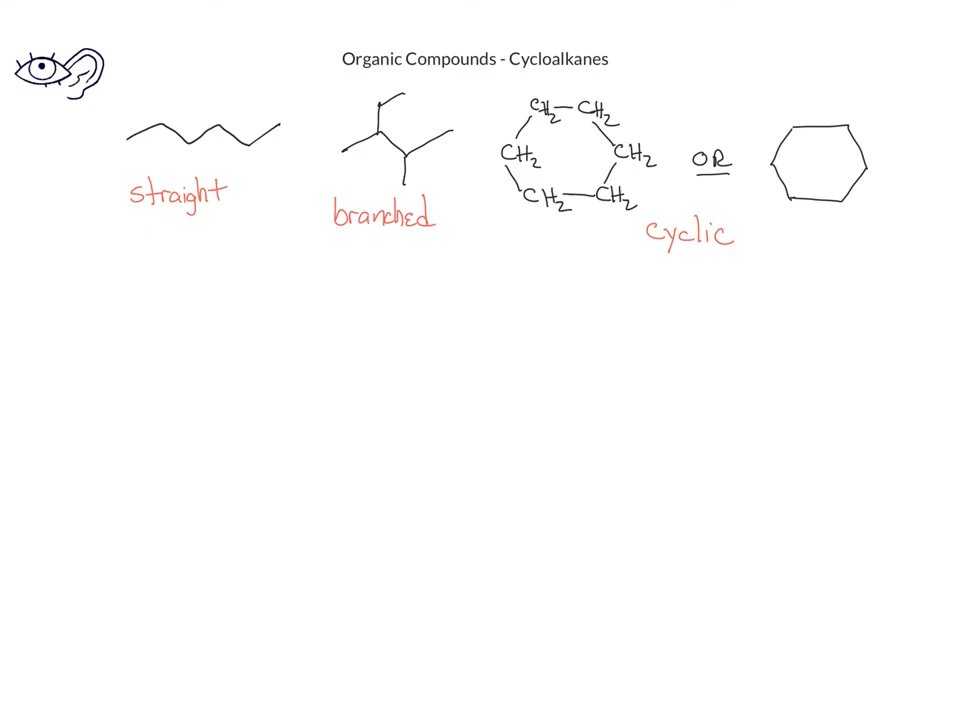 Organic Compounds - Cycloalkanes
CH2 CH2
CH2 CH2 OR
CH2 CH2
straight
branched
cyclic